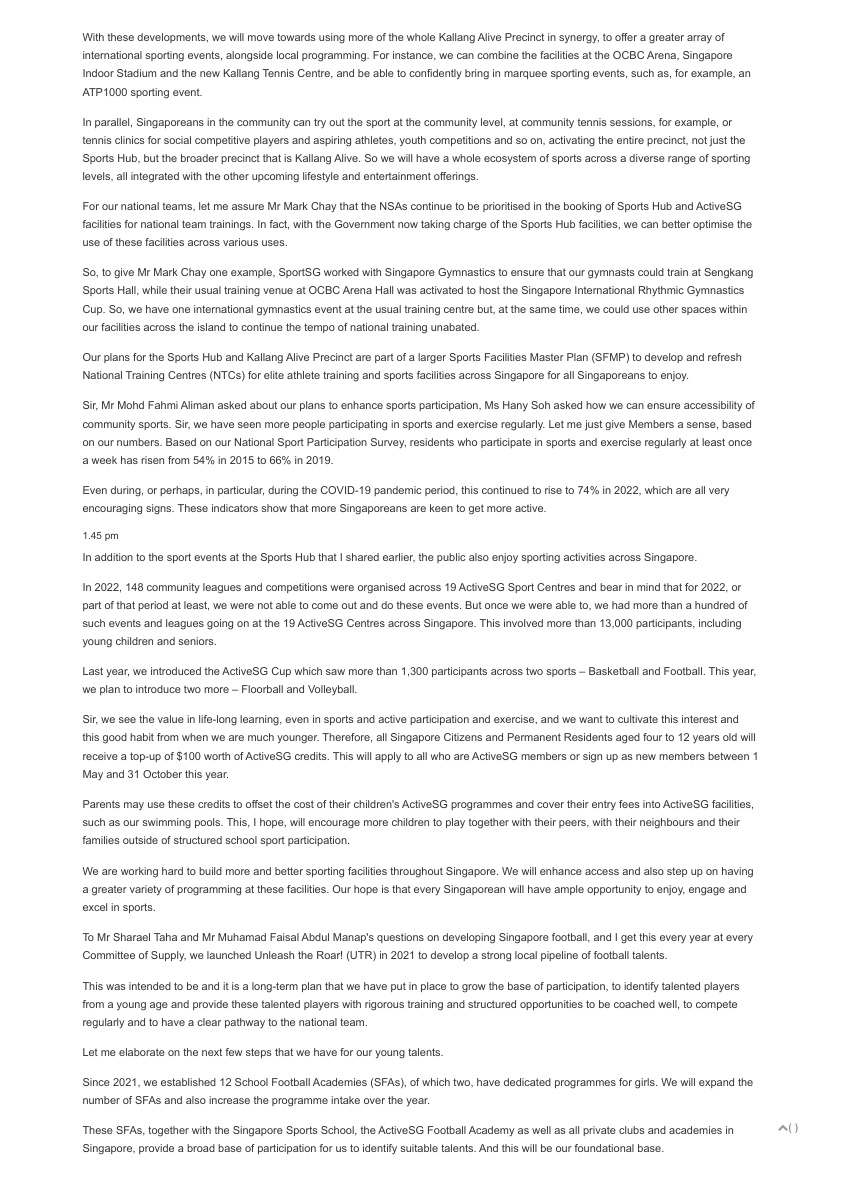 With these developments, we will move towards using more of the whole Kallang Alive Precinct in synergy, to offer a greater array of
international sporting events, alongside local programming. For instance, we can combine the facilities at the OCBC Arena, Singapore
Indoor Stadium and the new Kallang Tennis Centre, and be able to confidently bring in marquee sporting events, such as, for example, an
ATP1000 sporting event.
In parallel, Singaporeans in the community can try out the sport at the community level, at community tennis sessions, for example, or
tennis clinics for social competitive players and aspiring athletes, youth competitions and so on, activating the entire precinct, not just the
Sports Hub, but the broader precinct that is Kallang Alive. So we will have a whole ecosystem of sports across a diverse range of sporting
levels, all integrated with the other upcoming lifestyle and entertainment offerings.
For our national teams, let me assure Mr Mark Chay that the NSAs continue to be prioritised in the booking of Sports Hub and ActiveSG
facilities for national team trainings. In fact, with the Government now taking charge of the Sports Hub facilities, we can better optimise the
use of these facilities across various uses.
So, to give Mr Mark Chay one example, SportSG worked with Singapore Gymnastics to ensure that our gymnasts could train at Sengkang
Sports Hall, while their usual training venue at OCBC Arena Hall was activated to host the Singapore International Rhythmic Gymnastics
Cup. So, we have one international gymnastics event at the usual training centre but, at the same time, we could use other spaces within
our facilities across the island to continue the tempo of national training unabated.
Our plans for the Sports Hub and Kallang Alive Precinct are part of a larger Sports Facilities Master Plan (SFMP) to develop and refresh
National Training Centres (NTCs) for elite athlete training and sports facilities across Singapore for all Singaporeans to enjoy.
Sir, Mr Mohd Fahmi Aliman asked about our plans to enhance sports participation, Ms Hany Soh asked how we can ensure accessibility of
community sports. Sir, we have seen more people participating in sports and exercise regularly. Let me just give Members a sense, based
on our numbers. Based on our National Sport Participation Survey, residents who participate in sports and exercise regularly at least once
a week has risen from 54% in 2015 to 66% in 2019.
Even during, or perhaps, in particular, during the COVID-19 pandemic period, this continued to rise to 74% in 2022, which are all very
encouraging signs. These indicators show that more Singaporeans are keen to get more active.
1.45 pm
In addition to the sport events at the Sports Hub that I shared earlier, the public also enjoy sporting activities across Singapore.
In 2022, 148 community leagues and competitions were organised across 19 ActiveSG Sport Centres and bear in mind that for 2022, or
part of that period at least, we were not able to come out and do these events. But once we were able to, we had more than a hundred of
such events and leagues going on at the 19 ActiveSG Centres across Singapore. This involved more than 13,000 participants, including
young children and seniors.
Last year, we introduced the ActiveSG Cup which saw more than 1,300 participants across two sports – Basketball and Football. This year,
we plan to introduce two more – Floorball and Volleyball.
Sir, we see the value in life-long learning, even in sports and active participation and exercise, and we want to cultivate this interest and
this good habit from when we are much younger. Therefore, all Singapore Citizens and Permanent Residents aged four to 12 years old will
receive a top-up of $100 worth of ActiveSG credits. This will apply to all who are ActiveSG members or sign up as new members between 1
May and 31 October this year.
Parents may use these credits to offset the cost of their children's ActiveSG programmes and cover their entry fees into ActiveSG facilities,
such as our swimming pools. This, I hope, will encourage more children to play together with their peers, with their neighbours and their
families outside of structured school sport participation.
We are working hard to build more and better sporting facilities throughout Singapore. We will enhance access and also step up on having
a greater variety of programming at these facilities. Our hope is that every Singaporean will have ample opportunity to enjoy, engage and
excel in sports.
To Mr Sharael Taha and Mr Muhamad Faisal Abdul Manap's questions on developing Singapore football, and I get this every year at every
Committee of Supply, we launched Unleash the Roar! (UTR) in 2021 to develop a strong local pipeline of football talents.
This was intended to be and it is a long-term plan that we have put in place to grow the base of participation, to identify talented players
from a young age and provide these talented players with rigorous training and structured opportunities to be coached well, to compete
regularly and to have a clear pathway to the national team.
Let me elaborate on the next few steps that we have for our young talents.
Since 2021, we established 12 School Football Academies (SFAs), of which two, have dedicated programmes for girls. We will expand the
number of SFAs and also increase the programme intake over the year.
These SFAs, together with the Singapore Sports School, the ActiveSG Football Academy as well as all private clubs and academies in
Singapore, provide a broad base of participation for us to identify suitable talents. And this will be our foundational base.
( )